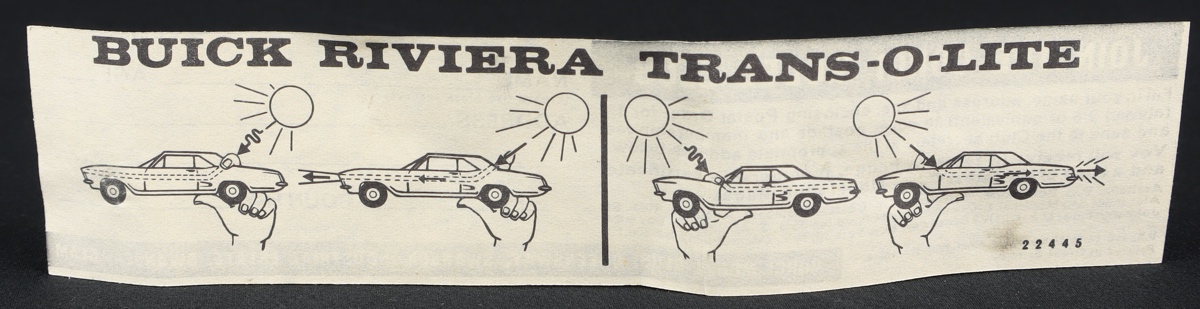 BUICK RIVIERA TRANS-O-LITE
22445